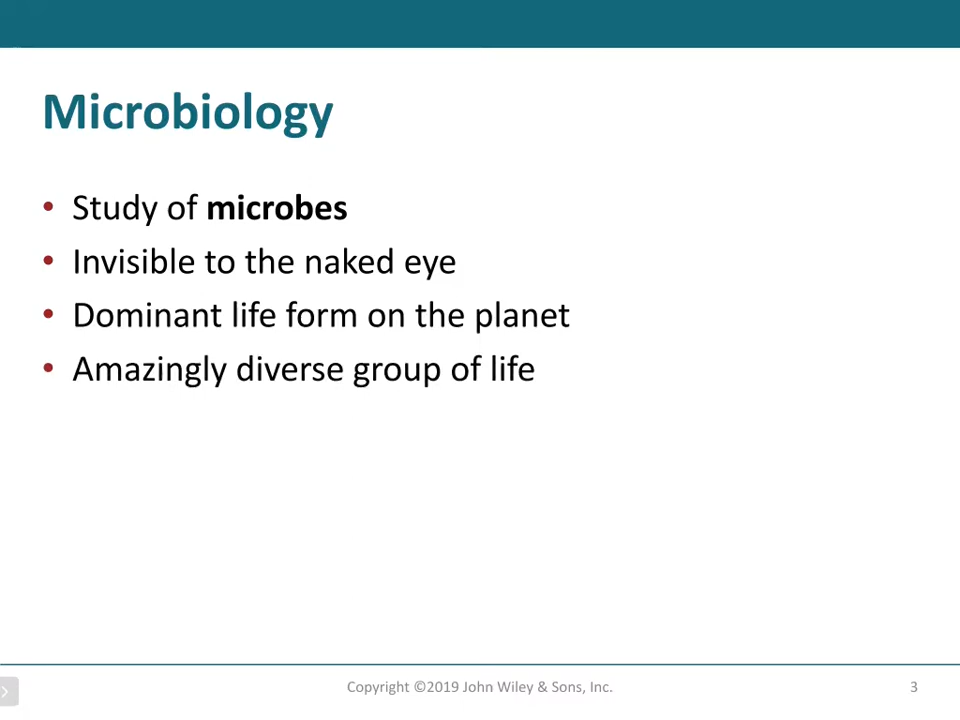 Microbiology
• Study of microbes
• Invisible to the naked eye
• Dominant life form on the planet
• Amazingly diverse group of life
Copyright ©2019 John Wiley & Sons, Inc.
3